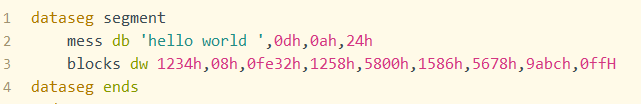 1 dataseg segment
2 mess db 'hello world ',0dh,0ah,24h
3 blocks dw 1234h,08h,0fe32h,1258h,5800h,1586h,5678h,9abch,0ffH
4 dataseg ends